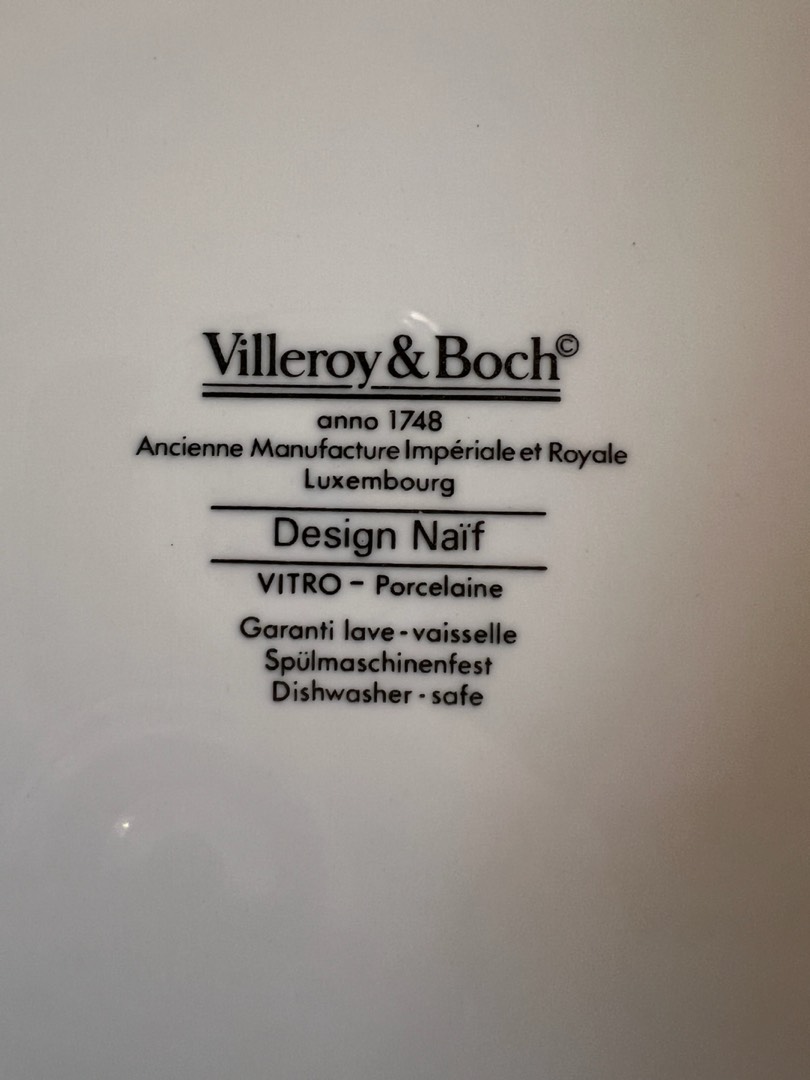 Villeroy & Boch©
anno 1748
Ancienne Manufacture Impériale et Royale
Luxembourg
Design Naïf
VITRO - Porcelaine
Garanti lave-vaisselle
Spülmaschinenfest
Dishwasher-safe